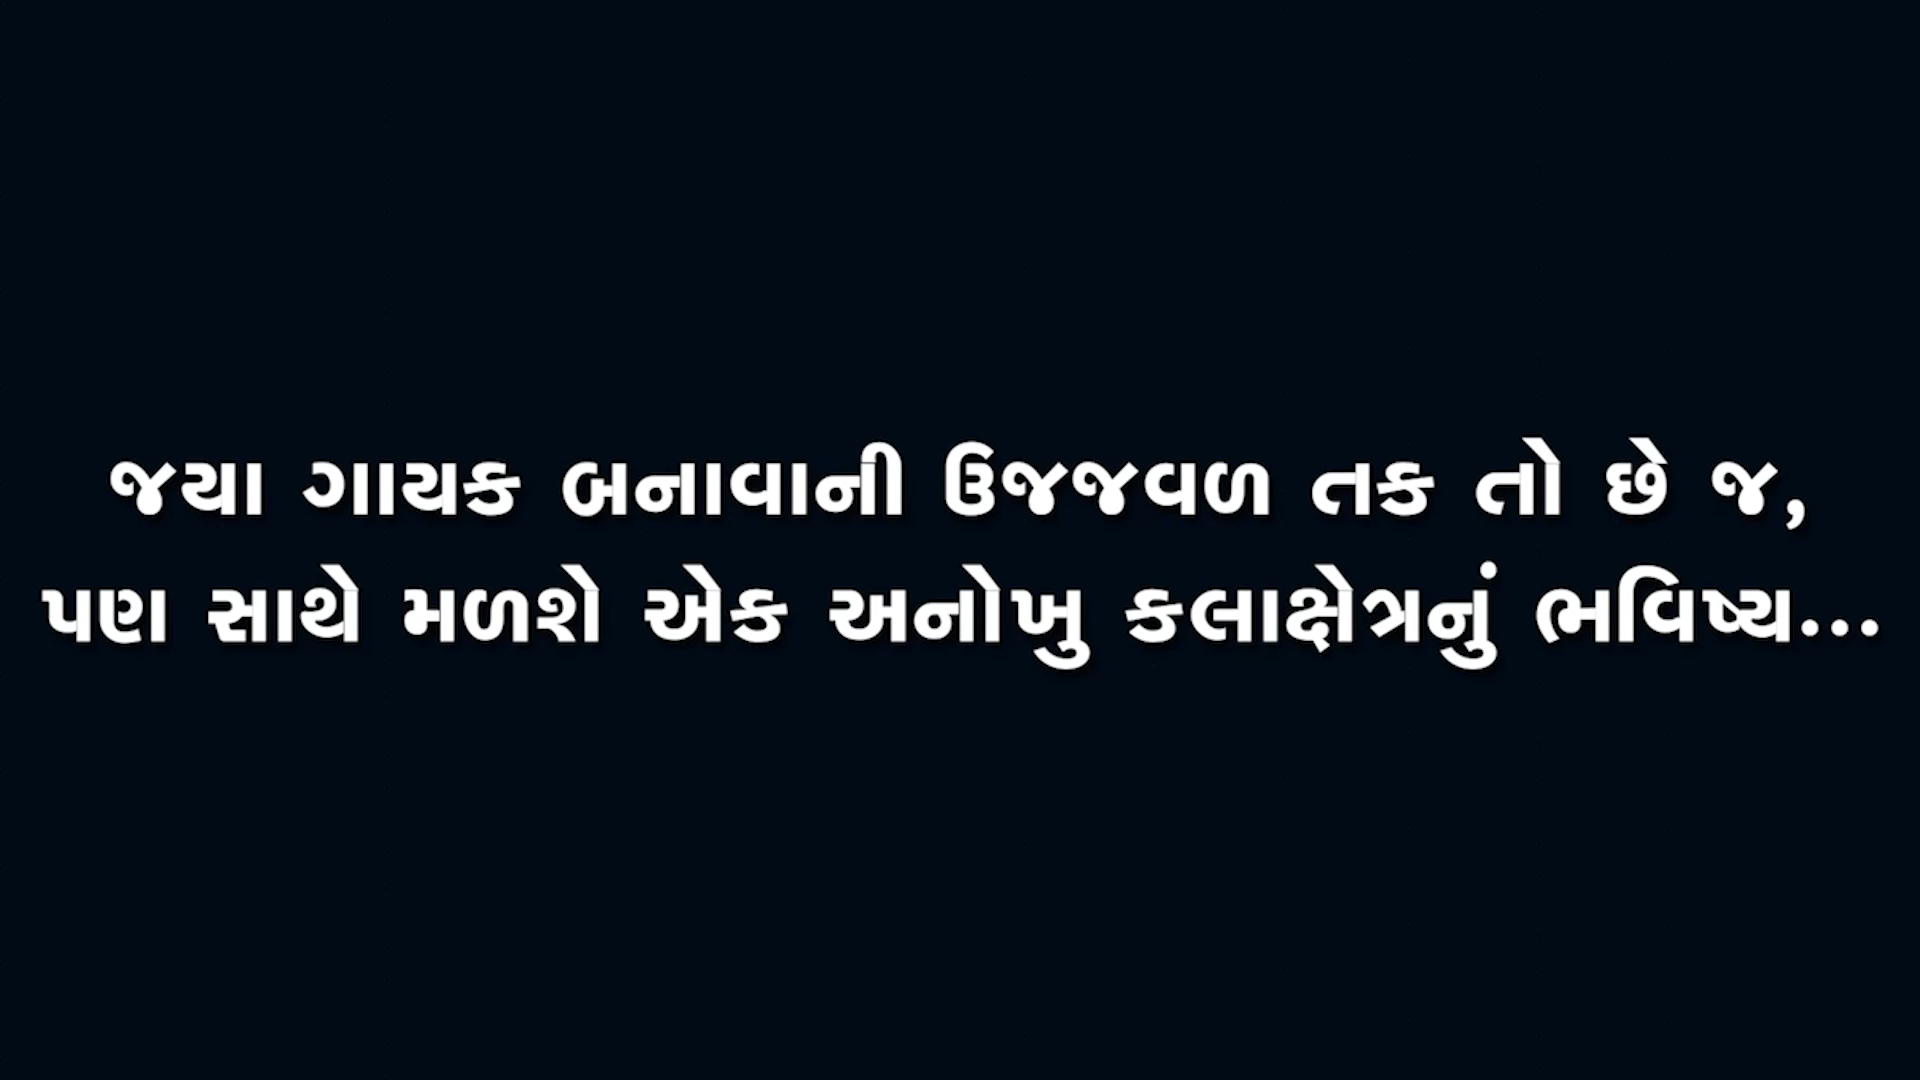 જયા ગાયક બનાવાની ઉજજવળ તક તો છે જ,
પણ સાથે મળશે એક અનોખુ કલાક્ષેત્રનું ભવિષ્ય...